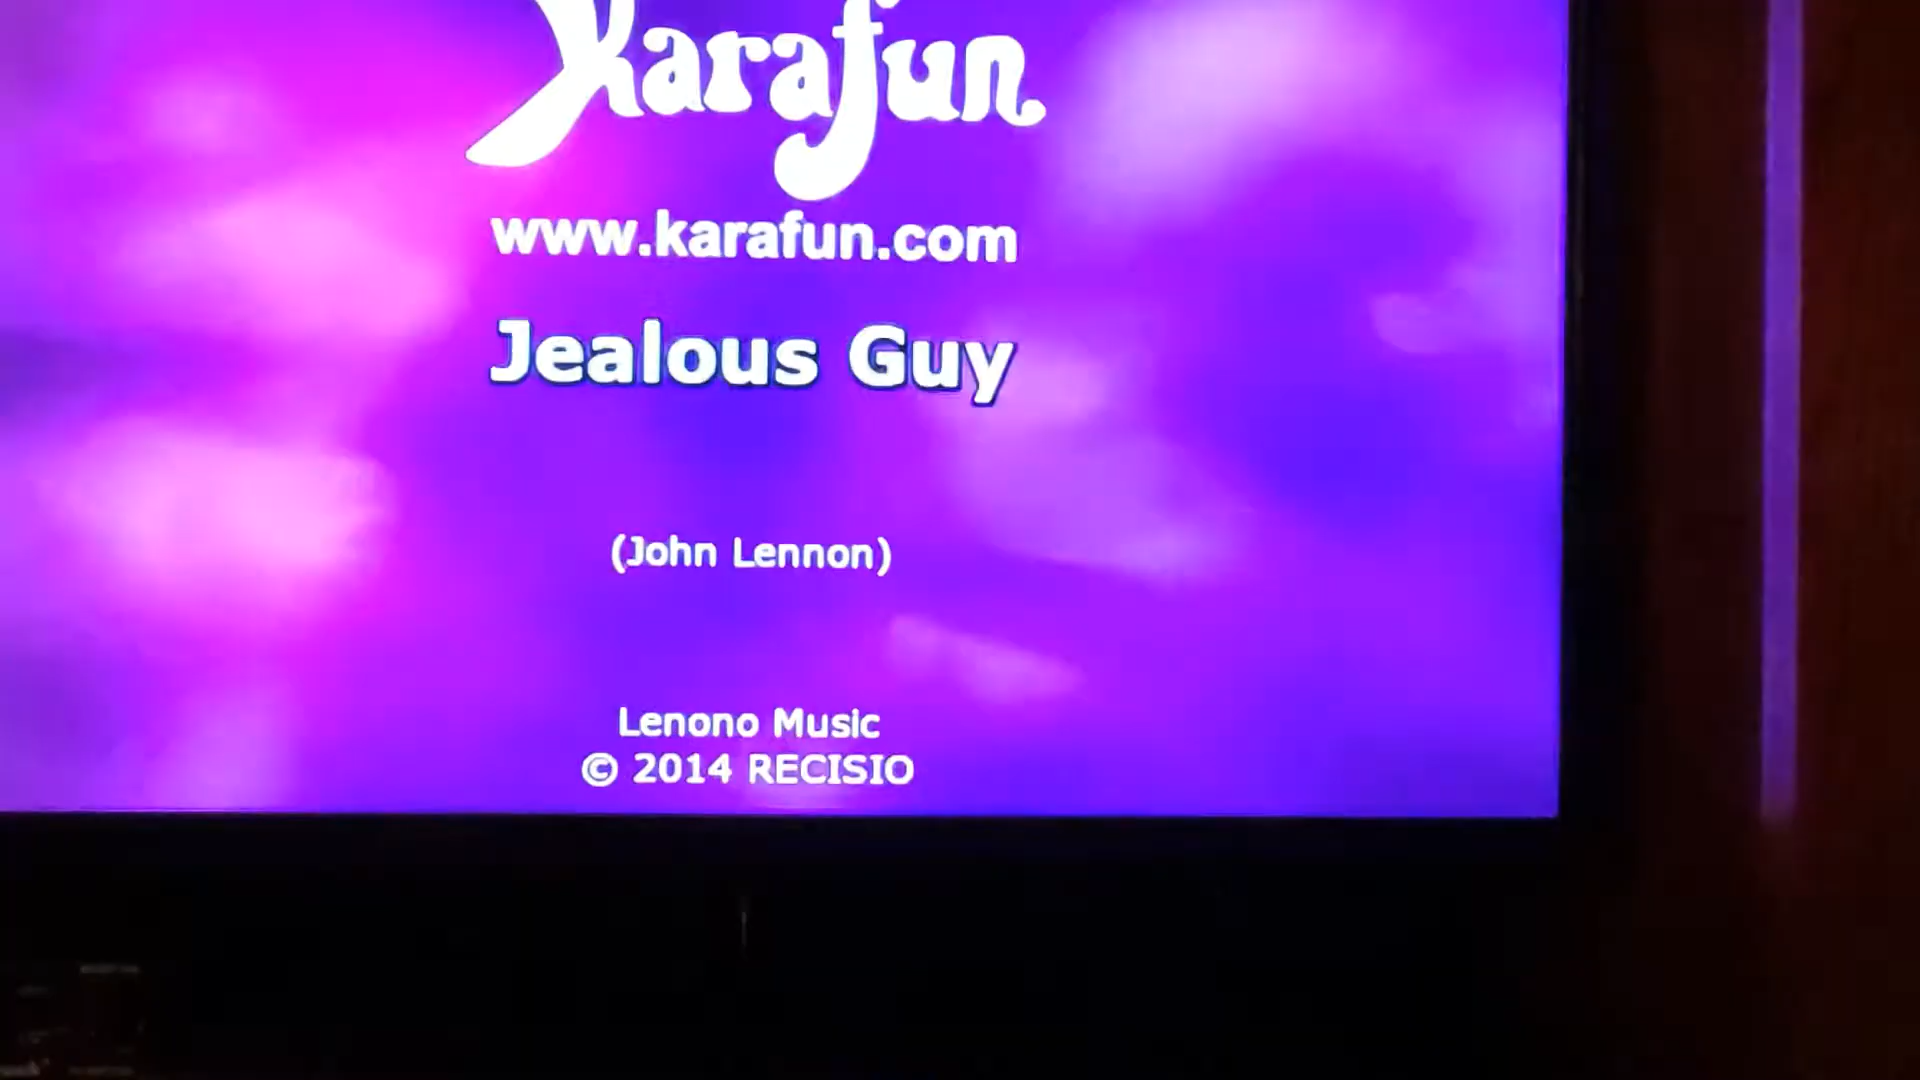 Karafun
www.karafun.com
Jealous Guy
(John Lennon)
Lenono Music
© 2014 RECISIO